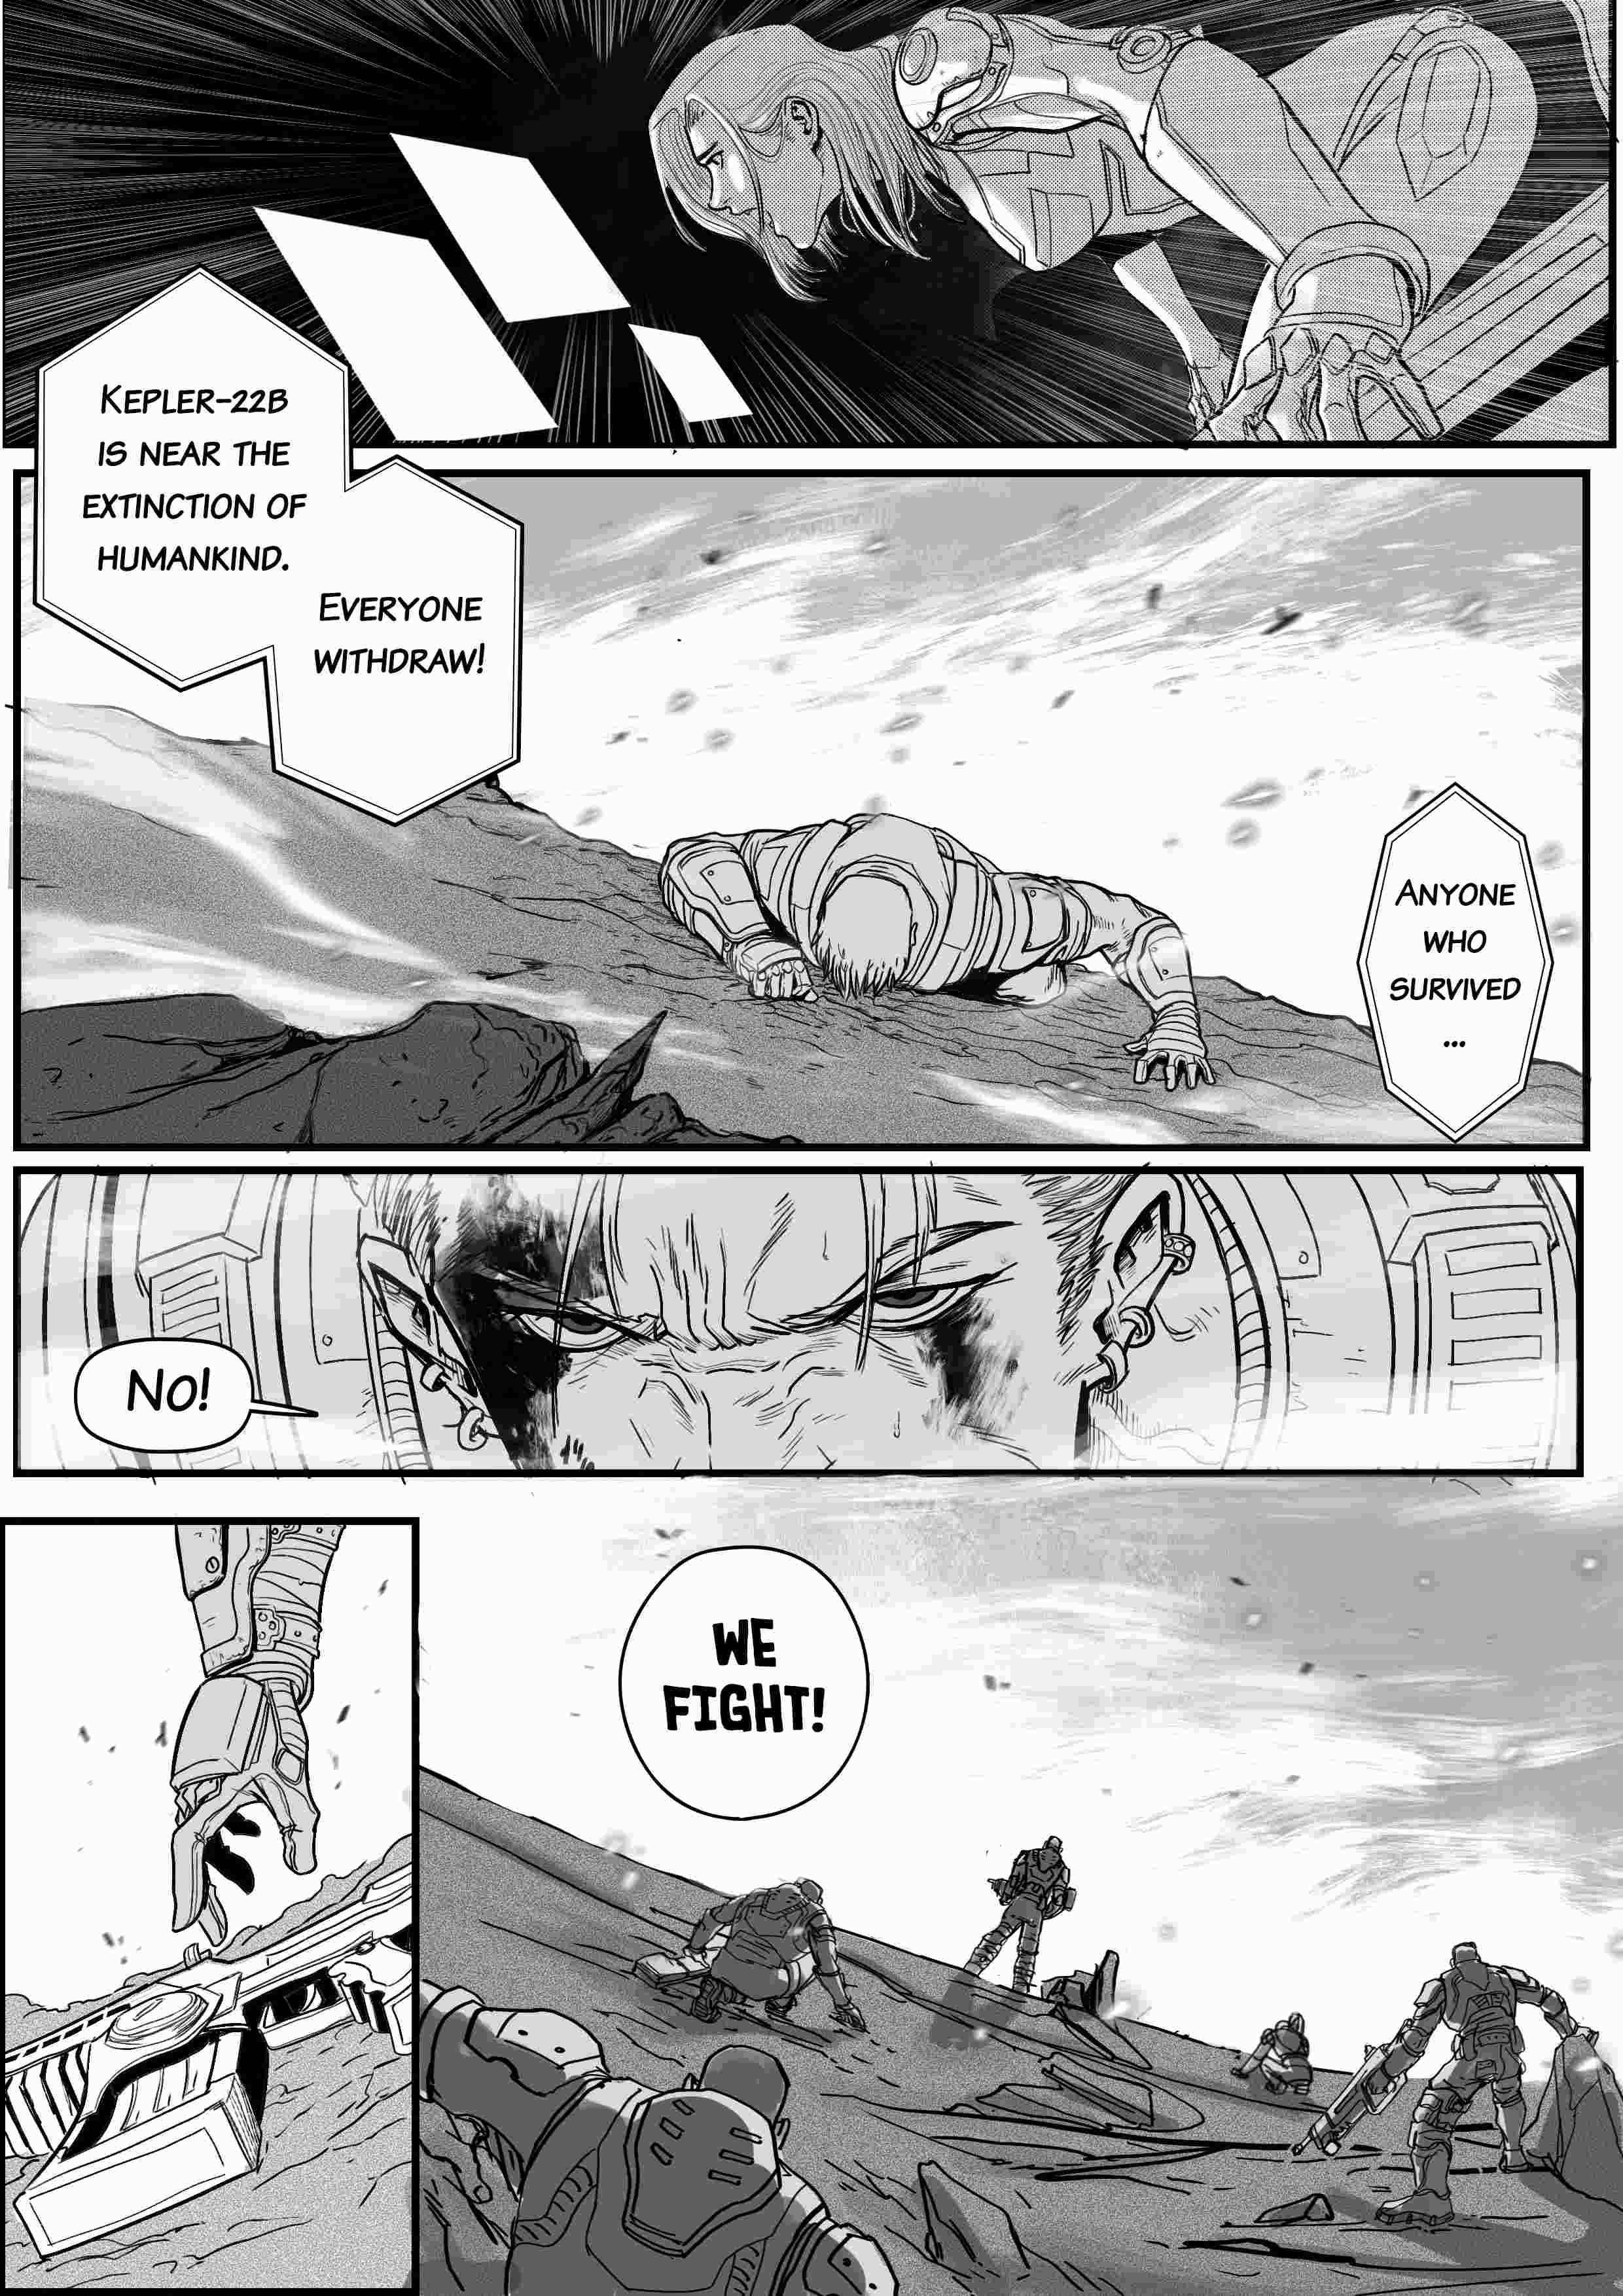 KEPLER-22B
IS NEAR THE
EXTINCTION OF
HUMANKIND.
EVERYONE
WITHDRAW!
ANYONE
WHO
SURVIVED
...
NO!
WE
FIGHT!